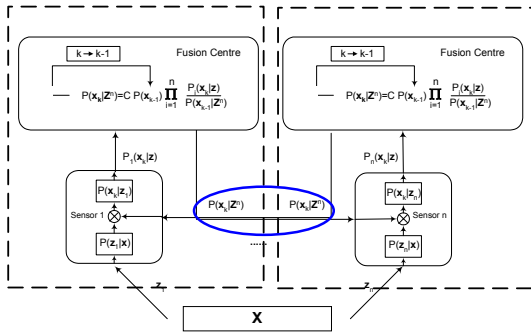 Fusion Centre
k → k-1
P(xₖ|Zⁿ)=C P(xₖ₋₁) ∏ᵢ₌₁ⁿ Pᵢ(xₖ|z) / P(xₖ₋₁|Zⁿ)
P₁(xₖ|z)
P(xₖ|z₁)
Sensor 1
P(z₁|x)
z₁
Fusion Centre
k → k-1
P(xₖ|Zⁿ)=C P(xₖ₋₁) ∏ᵢ₌₁ⁿ Pᵢ(xₖ|z) / P(xₖ₋₁|Zⁿ)
Pₙ(xₖ|z)
P(xₖ|zₙ)
Sensor n
P(zₙ|x)
zₙ
P(xₖ|Zⁿ) P(xₖ|Zⁿ)
......
X